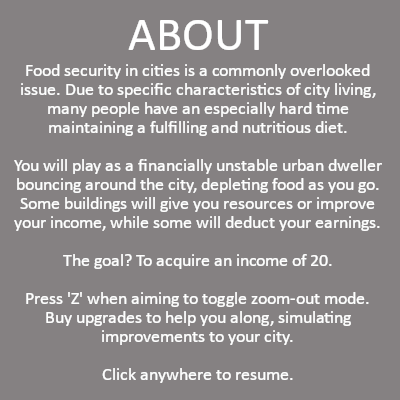 ABOUT
Food security in cities is a commonly overlooked
issue. Due to specific characteristics of city living,
many people have an especially hard time
maintaining a fulfilling and nutritious diet.
You will play as a financially unstable urban dweller
bouncing around the city, depleting food as you go.
Some buildings will give you resources or improve
your income, while some will deduct your earnings.
The goal? To acquire an income of 20.
Press 'Z' when aiming to toggle zoom-out mode.
Buy upgrades to help you along, simulating
improvements to your city.
Click anywhere to resume.